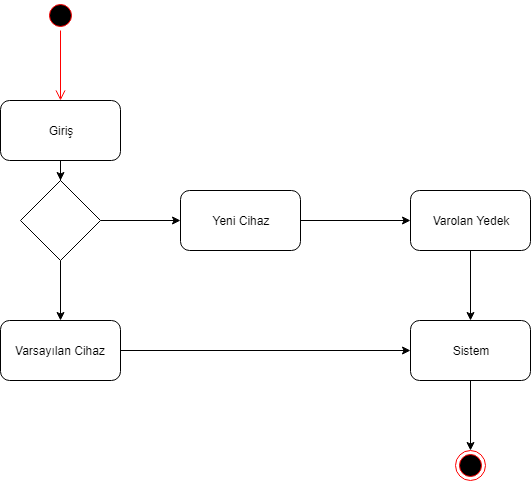 Giriş
Yeni Cihaz
Varolan Yedek
Varsayılan Cihaz
Sistem